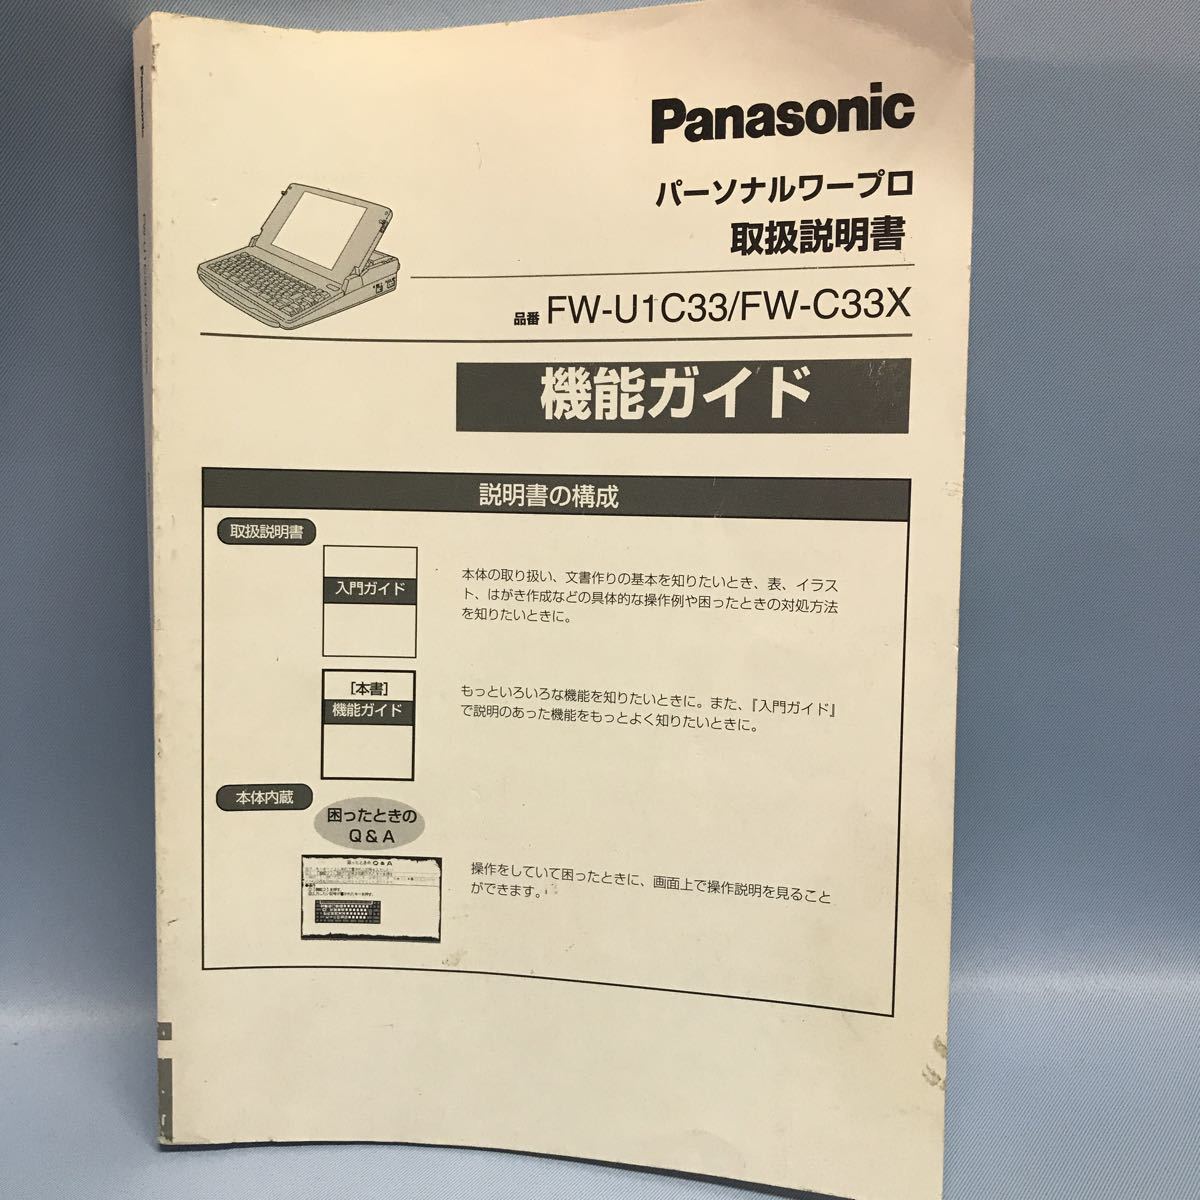 Panasonic
パーソナルワープロ
取扱説明書
品番 FW-U1C33/FW-C33X
機能ガイド
説明書の構成
取扱説明書
入門ガイド
本体の取り扱い、文書作りの基本を知りたいとき、表、イラス
ト、はがき作成などの具体的な操作例や困ったときの対処方法
を知りたいときに。
[本書]
機能ガイド
もっといろいろな機能を知りたいときに。また、『入門ガイド』
で説明のあった機能をもっとよく知りたいときに。
本体内蔵
困ったときの
Q&A
困ったときのQ&A
操作をしていて困ったときに、画面上で操作説明を見ること
ができます。
Panasonic